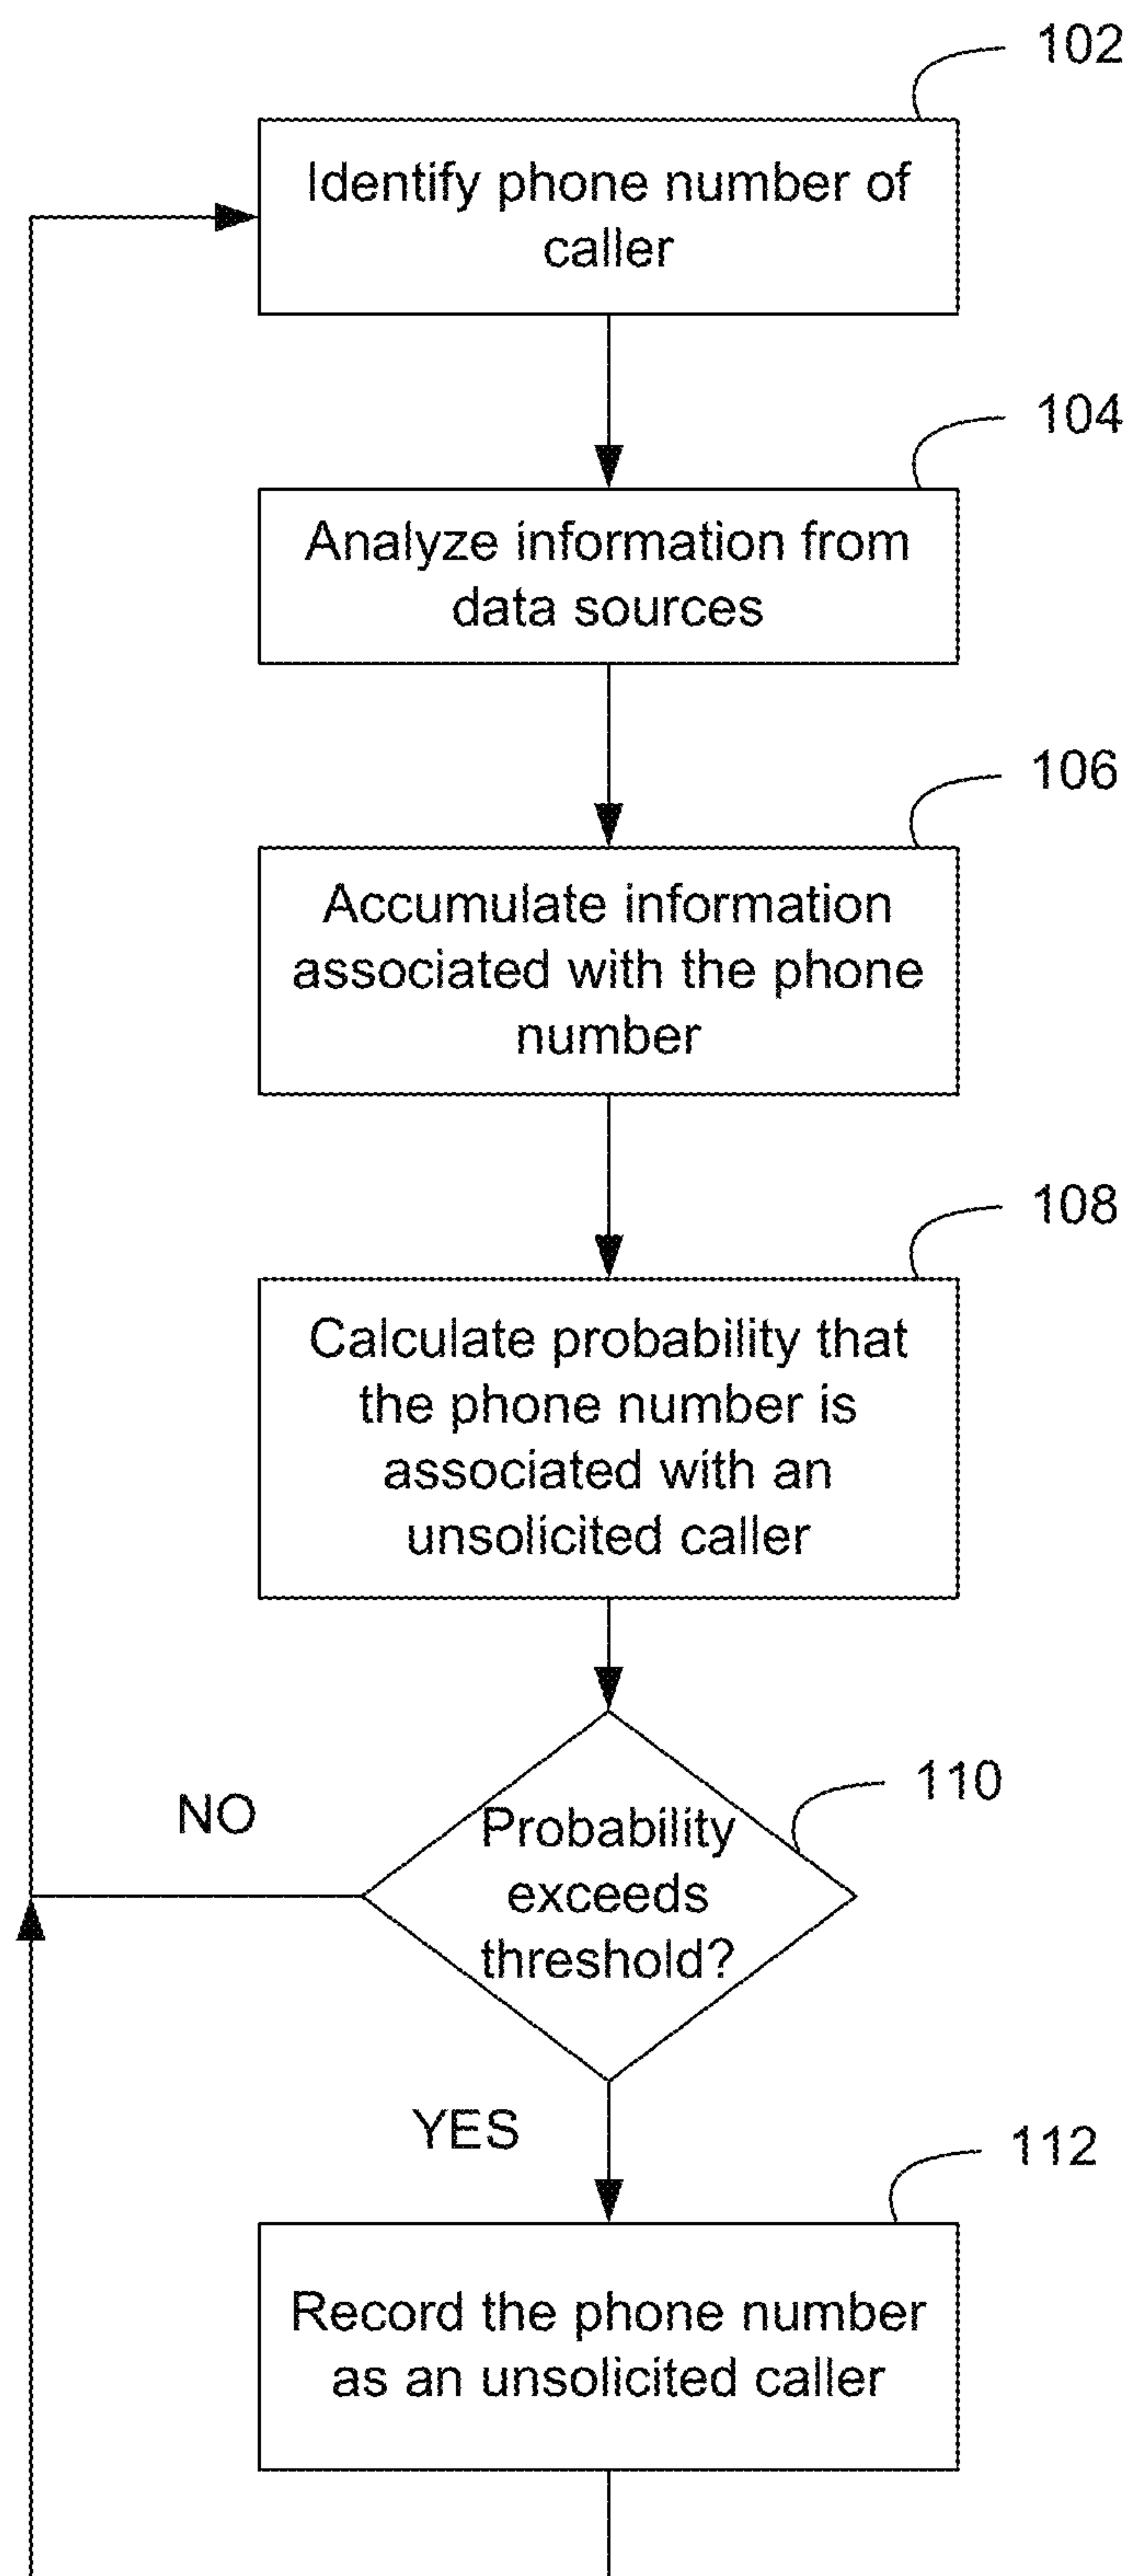 102
Identify phone number of
caller
104
Analyze information from
data sources
106
Accumulate information
associated with the phone
number
108
Calculate probability that
the phone number is
associated with an
unsolicited caller
110
NO
Probability
exceeds
threshold?
YES
112
Record the phone number
as an unsolicited caller